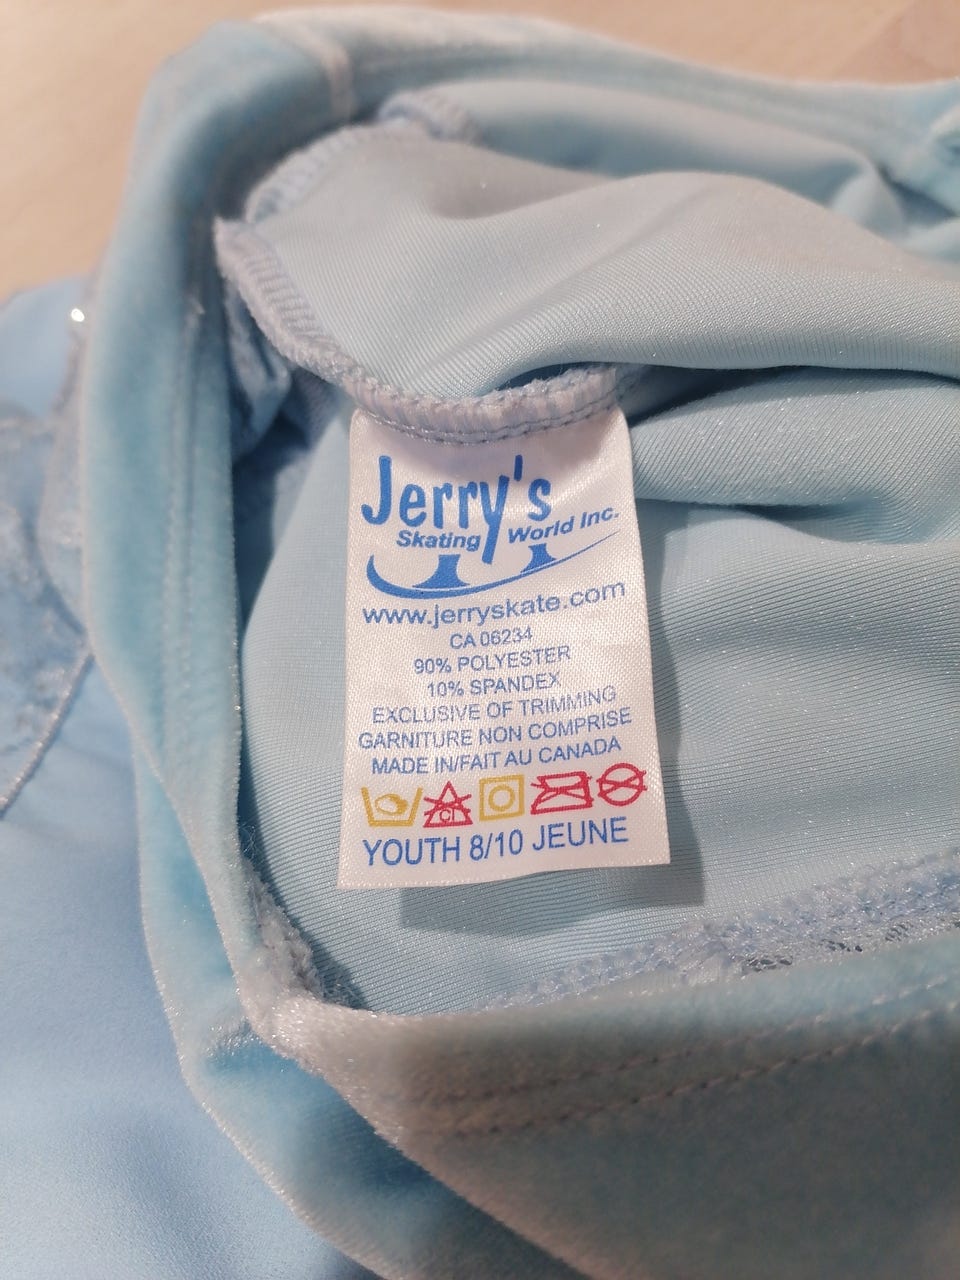 Jerry's
Skating World Inc.
www.jerryskate.com
CA 06234
90% POLYESTER
10% SPANDEX
EXCLUSIVE OF TRIMMING
GARNITURE NON COMPRISE
MADE IN/FAIT AU CANADA
CL
YOUTH 8/10 JEUNE